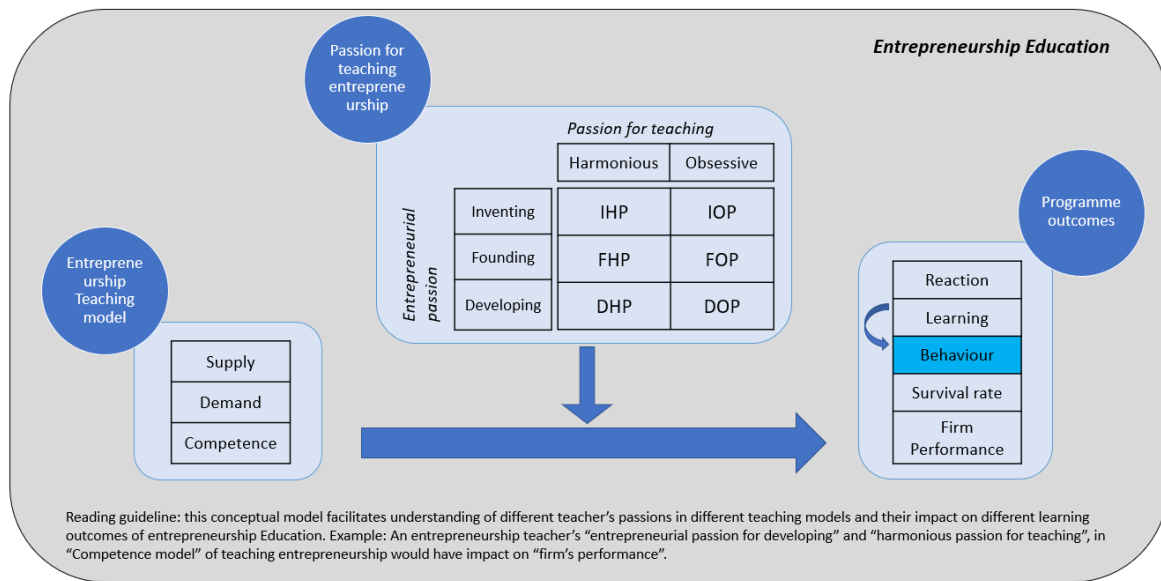 Entrepreneurship Education
Passion for
teaching
entreprene
urship
Passion for teaching
Harmonious
Obsessive
Entrepreneurial
passion
Inventing
IHP
IOP
Founding
FHP
FOP
Developing
DHP
DOP
Entreprene
urship
Teaching
model
Supply
Demand
Competence
Programme
outcomes
Reaction
Learning
Behaviour
Survival rate
Firm
Performance
Reading guideline: this conceptual model facilitates understanding of different teacher's passions in different teaching models and their impact on different learning
outcomes of entrepreneurship Education. Example: An entrepreneurship teacher's “entrepreneurial passion for developing” and “harmonious passion for teaching”, in
“Competence model” of teaching entrepreneurship would have impact on “firm's performance”.